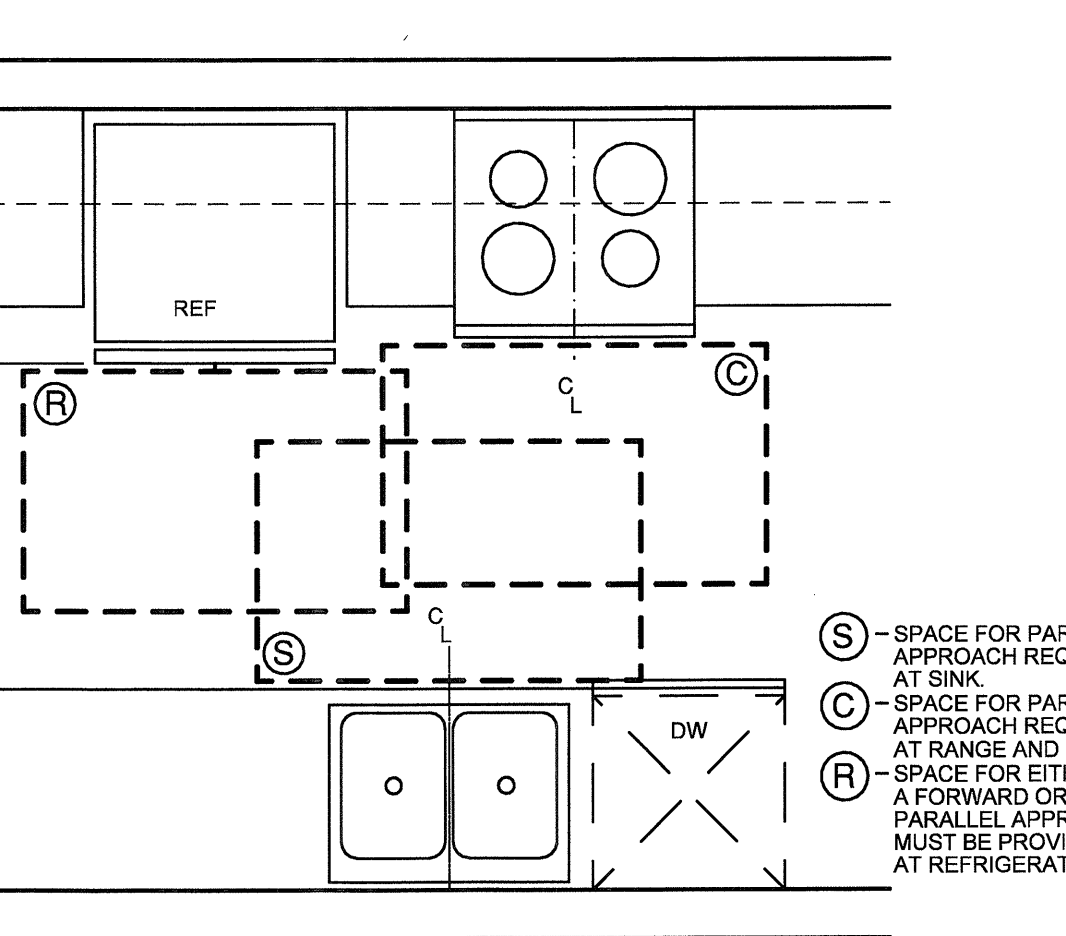 REF
R
C
C
L
C
L
S
DW
S – SPACE FOR PAR
APPROACH REQ
AT SINK.
C – SPACE FOR PAR
APPROACH REQ
AT RANGE AND
R – SPACE FOR EITH
A FORWARD OR
PARALLEL APPR
MUST BE PROVI
AT REFRIGERAT